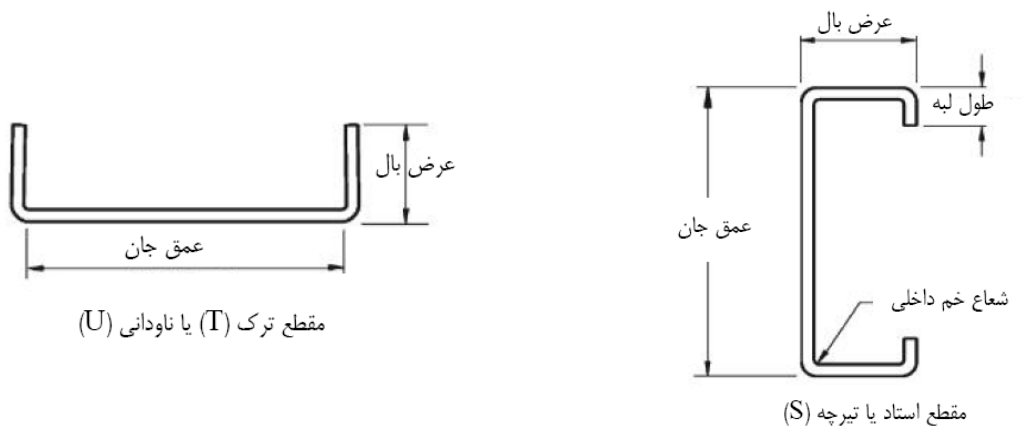 عرض بال
طول لبه
عرض بال
عمق جان
عمق جان
شعاع خم داخلی
مقطع ترک (T) یا ناودانی (U)
مقطع استاد یا تیرچه (S)